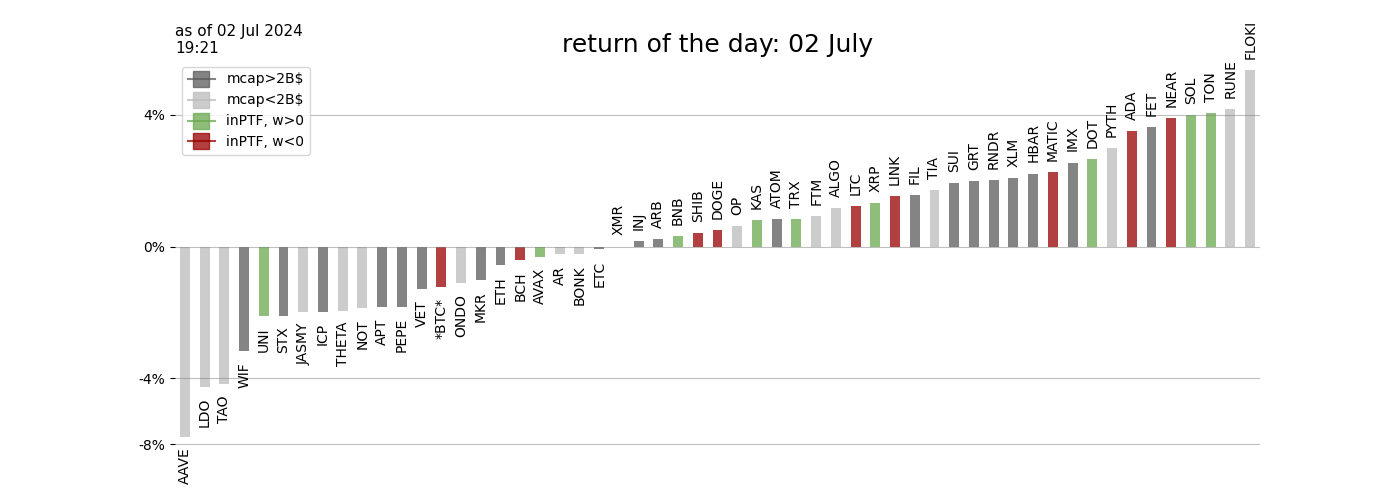 as of 02 Jul 2024
19:21
return of the day: 02 July
mcap>2B$
mcap<2B$
inPTF, w>0
inPTF, w<0
4%
0%
-4%
-8%
AAVE
LDO
TAO
WIF
UNI
STX
JASMY
ICP
THETA
NOT
APT
PEPE
VET
*BTC*
ONDO
MKR
ETH
BCH
AVAX
AR
BONK
ETC
XMR
INJ
ARB
BNB
SHIB
DOGE
OP
KAS
ATOM
TRX
FTM
ALGO
LTC
XRP
LINK
FIL
TIA
SUI
GRT
RNDR
XLM
HBAR
MATIC
IMX
DOT
PYTH
ADA
FET
NEAR
SOL
TON
RUNE
FLOKI